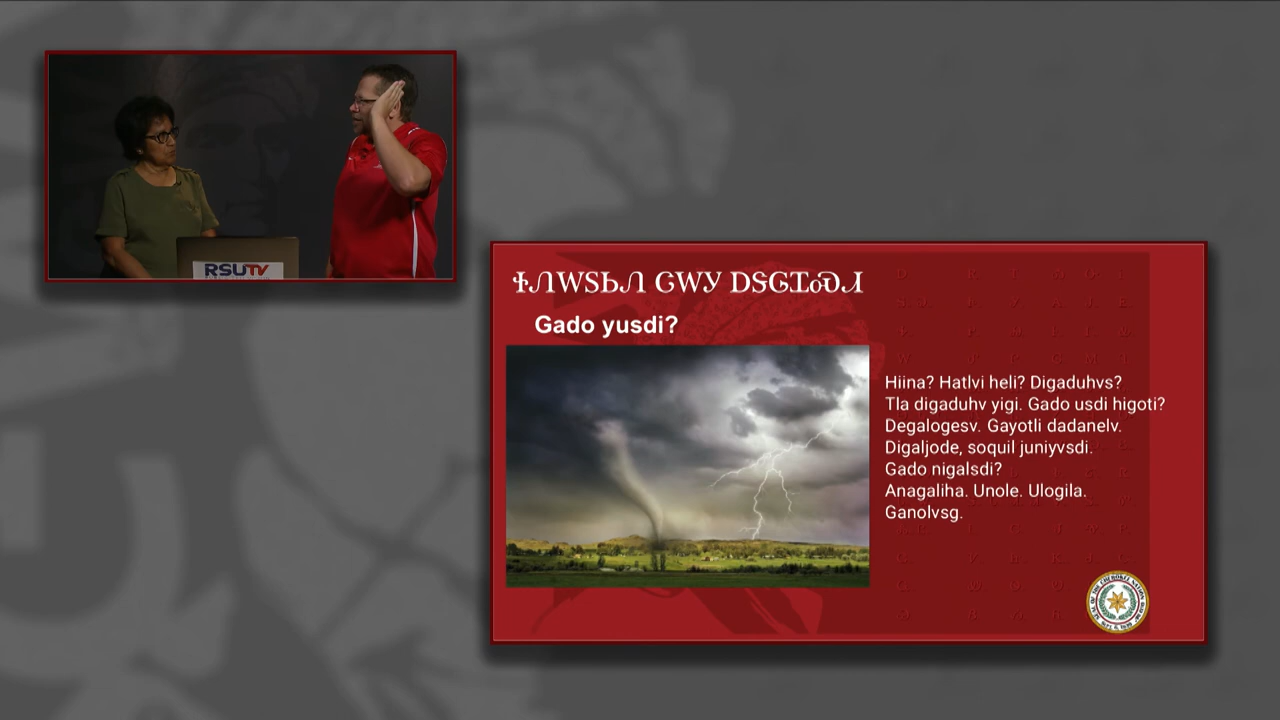 ᏐᏁᎳᏚᏏᏁ ᏣᎳᎩ ᎠᏕᎶᏆᏍᏗ
Gado yusdi?
Hiina? Hatlvi heli? Digaduhvs?
Tla digaduhv yigi. Gado usdi higoti?
Degalogesv. Gayotli dadanelv.
Digaljode, soquil juniyvsdi.
Gado nigalsdi?
Anagaliha. Unole. Ulogila.
Ganolvsg.
RSUTV